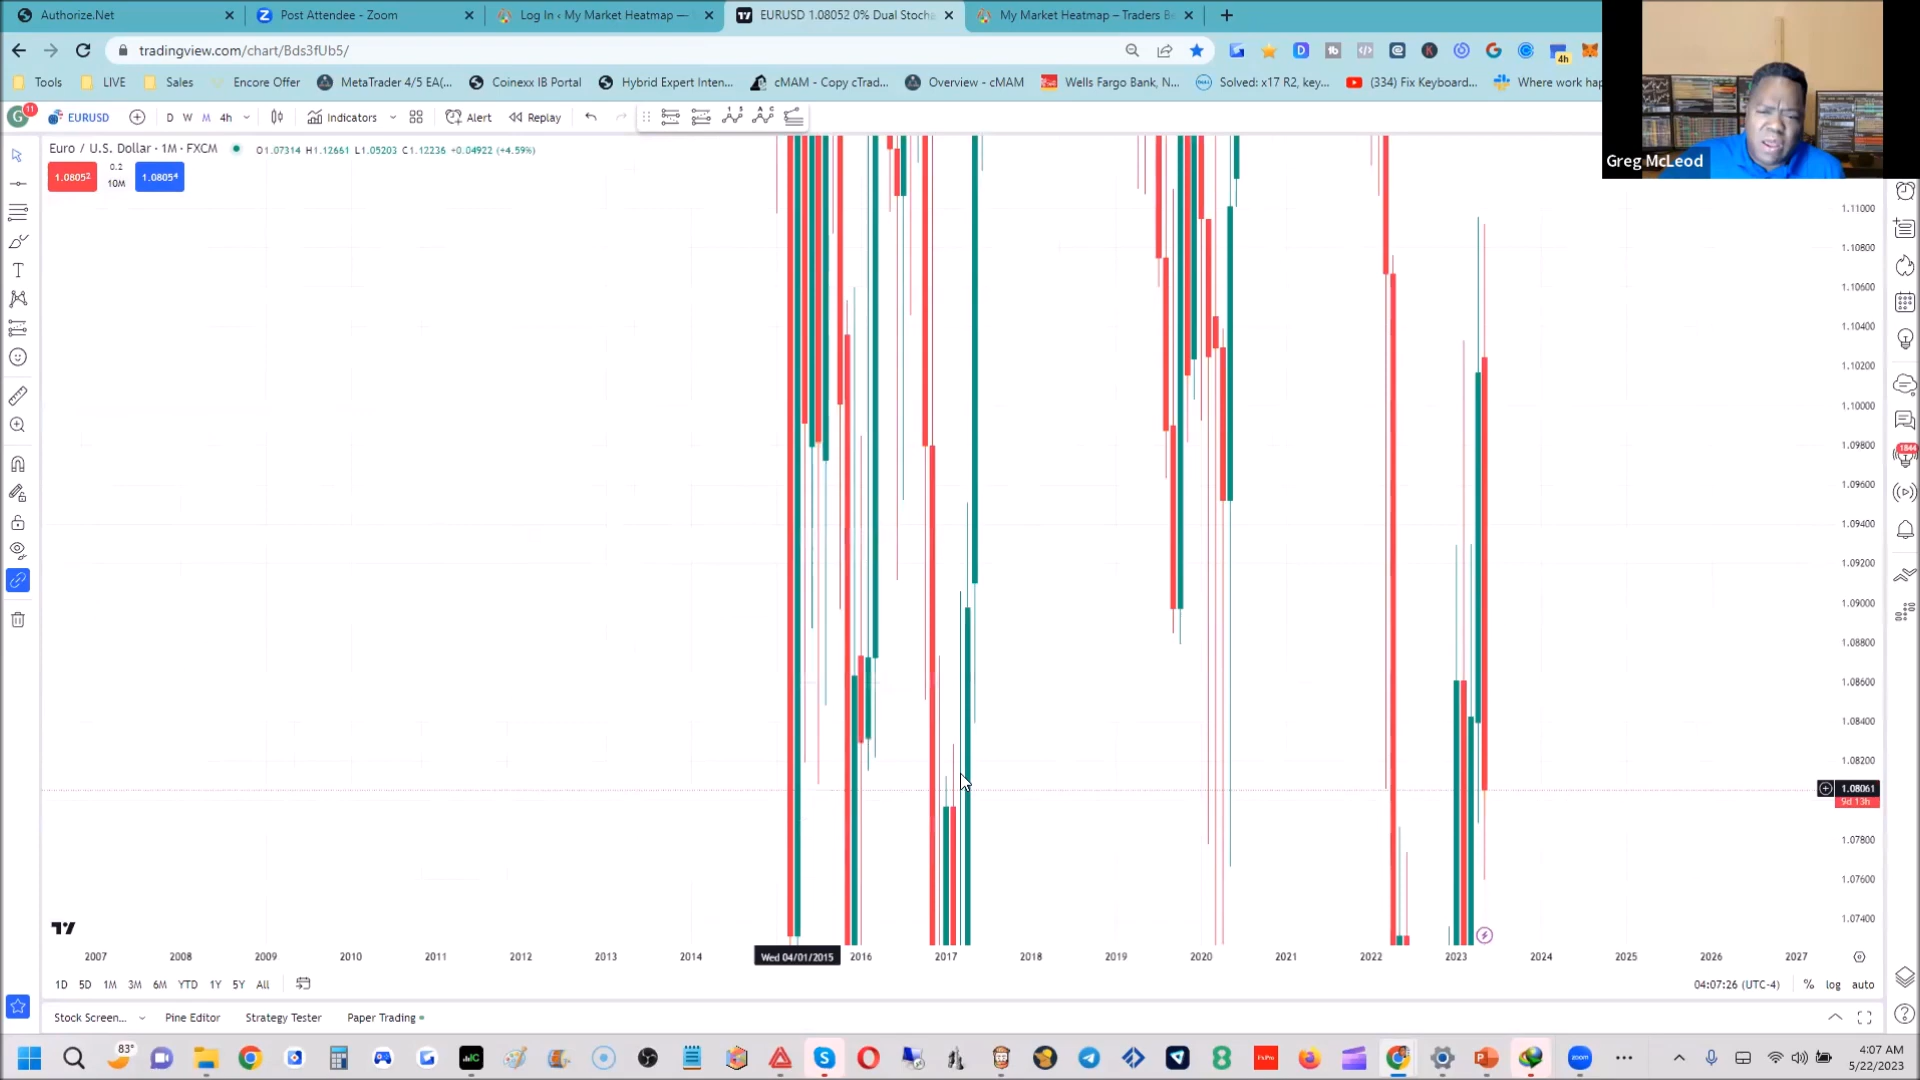 Authorize.Net
Post Attendee - Zoom
Log In ‹ My Market Heatmap —
EURUSD 1.08052 0% Dual Stocha
My Market Heatmap – Traders B
tradingview.com/chart/Bds3fUb5/
4h
Tools
LIVE
Sales
Encore Offer
MetaTrader 4/5 EA(...
Coinexx IB Portal
Hybrid Expert Inten...
cMAM - Copy cTrad...
Overview - cMAM
Wells Fargo Bank, N...
Solved: x17 R2, key...
(334) Fix Keyboard...
Where work hap
Greg McLeod
G
11
EURUSD
D W M 4h
Indicators
Alert
Replay
Euro / U.S. Dollar · 1M · FXCM
O1.07314 H1.12661 L1.05203 C1.12236 +0.04922 (+4.59%)
1.08052
0.2
10M
1.08054
1.11000
1.10800
1.10600
1.10400
1.10200
1.10000
1.09800
1.09600
1.09400
1.09200
1.09000
1.08800
1.08600
1.08400
1.08200
1.08061
9d 13h
1.07800
1.07600
1.07400
1844
2007 2008 2009 2010 2011 2012 2013 2014 Wed 04/01/2015 2016 2017 2018 2019 2020 2021 2022 2023 2024 2025 2026 2027
1D 5D 1M 3M 6M YTD 1Y 5Y All
04:07:26 (UTC-4)
% log auto
Stock Screen...
Pine Editor
Strategy Tester
Paper Trading
83°
FxPro
zoom
4:07 AM
5/22/2023